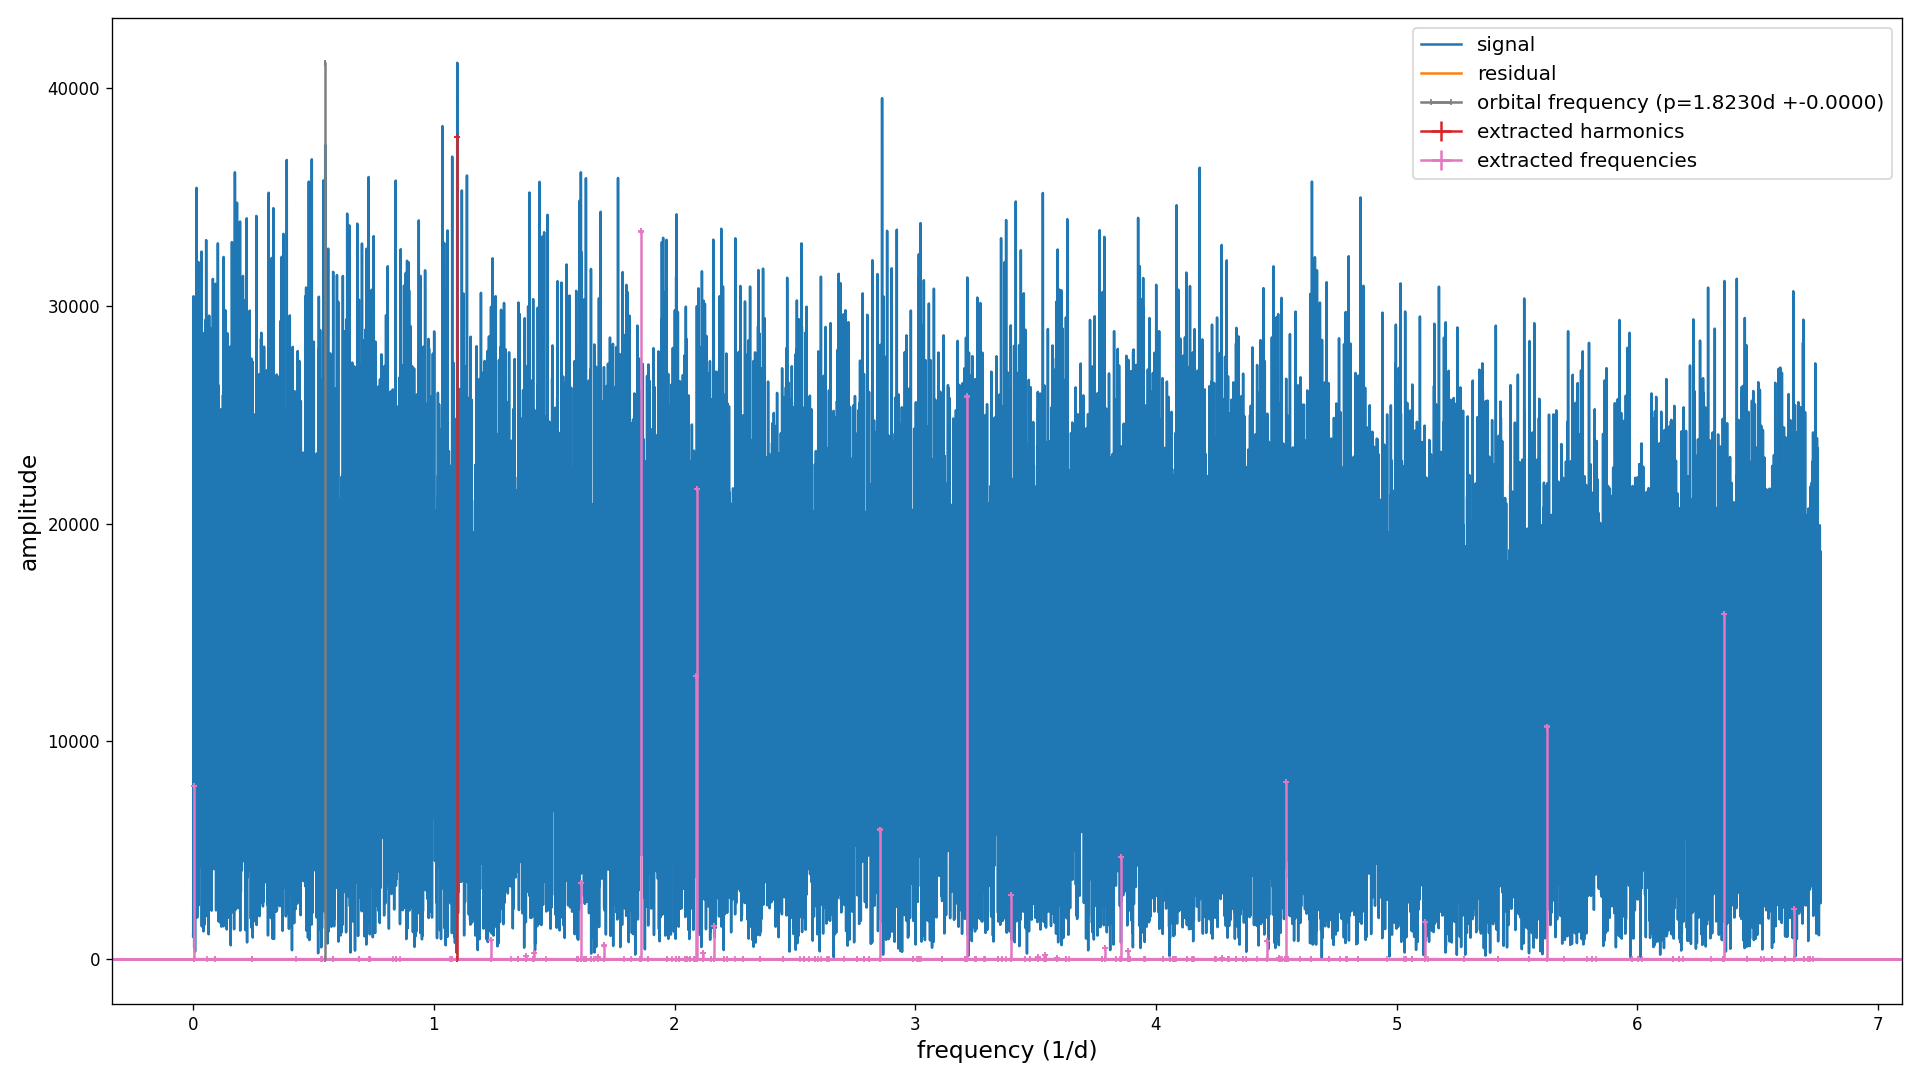 signal
residual
orbital frequency (p=1.8230d +-0.0000)
extracted harmonics
extracted frequencies
amplitude
40000
30000
20000
10000
0
0 1 2 3 4 5 6 7
frequency (1/d)